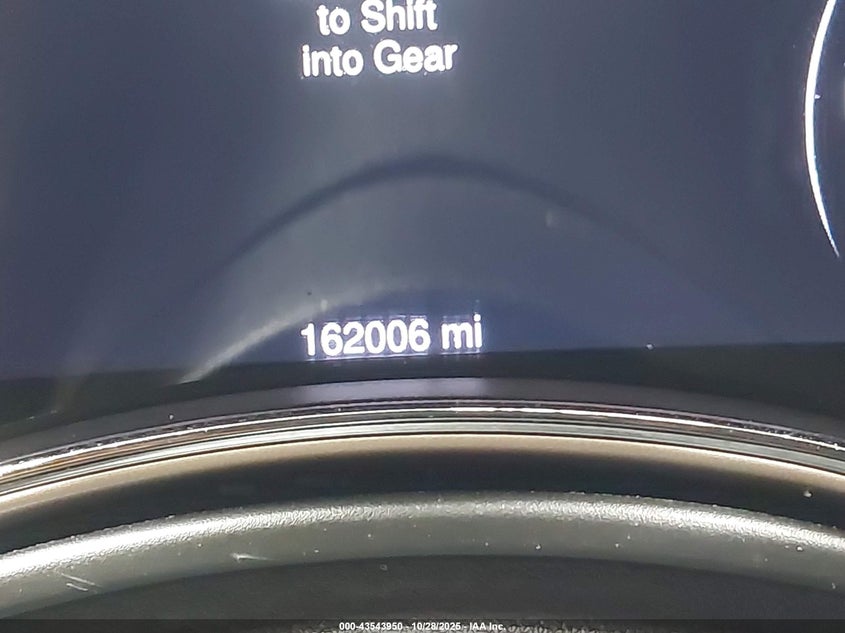 to Shift
into Gear
162006 mi
000-43543950 - 10/28/2025 - IAA Inc.